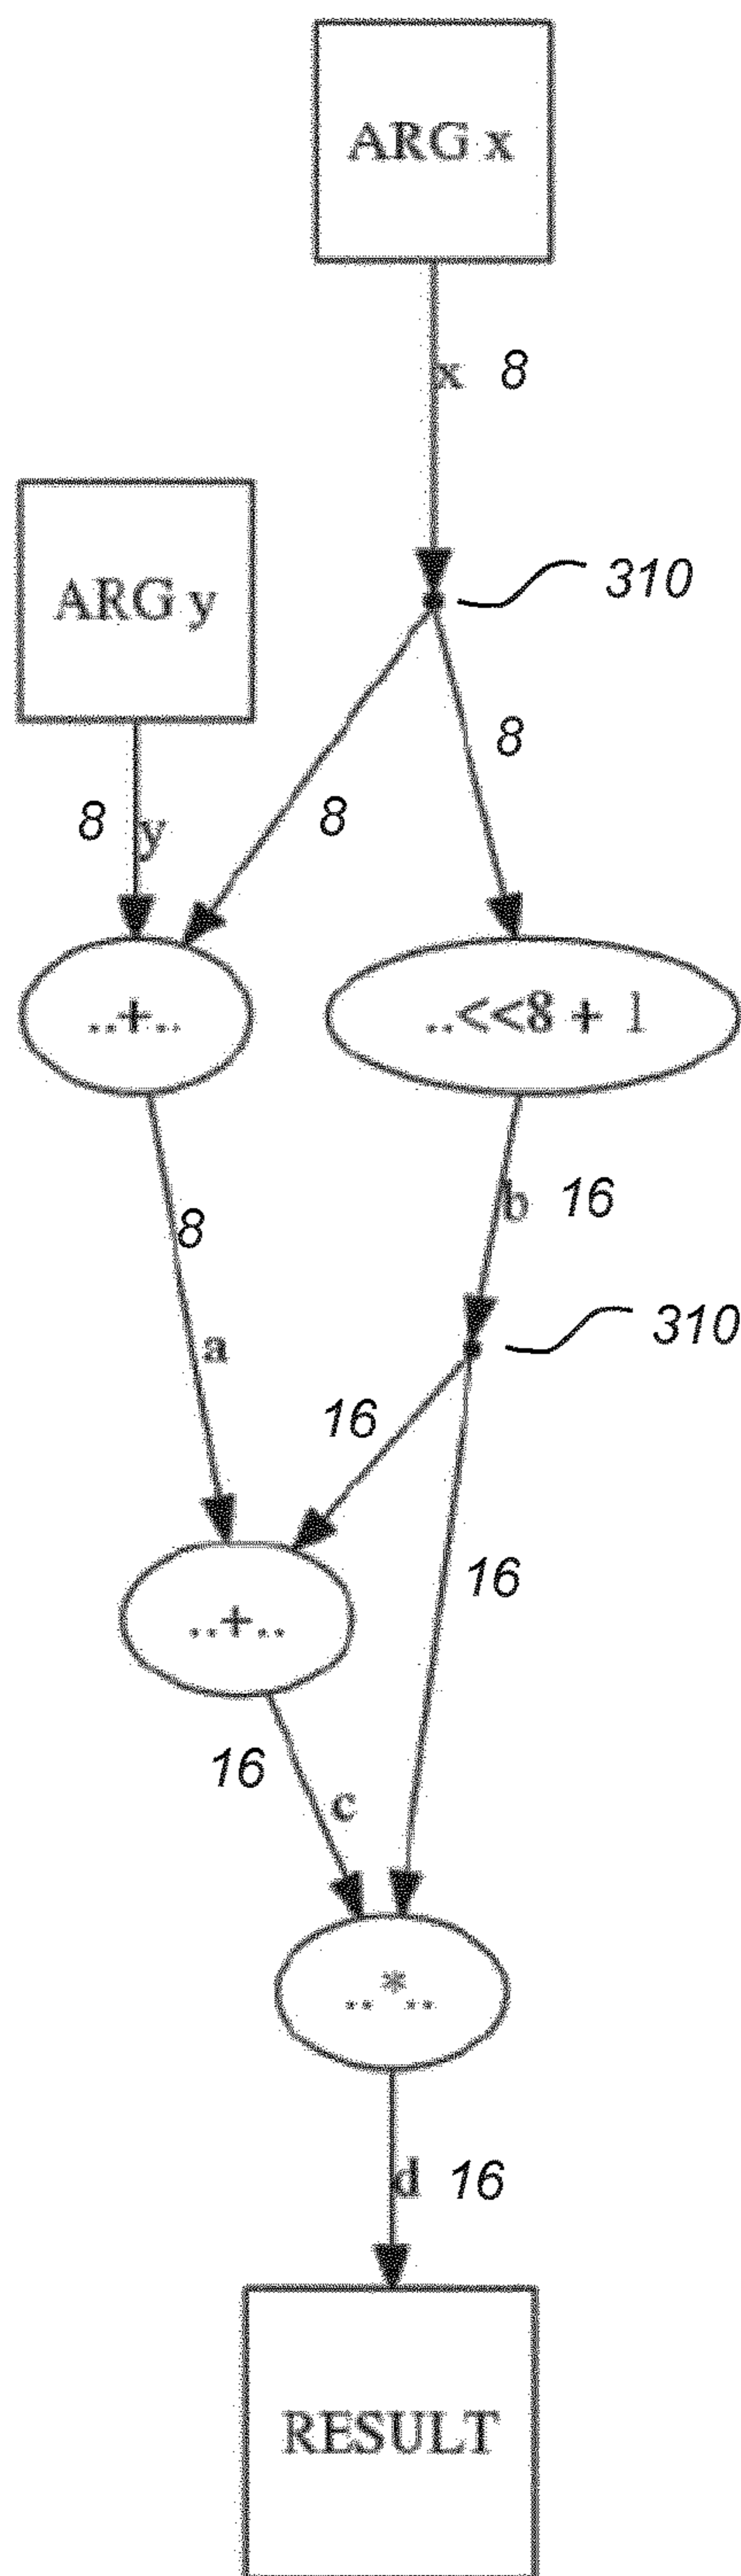 ARG x
x 8
310
ARG y
8
8
8 y
..+..
..<<8 + 1
8
b 16
310
a
16
16
..+..
16
c
..*..
d 16
RESULT